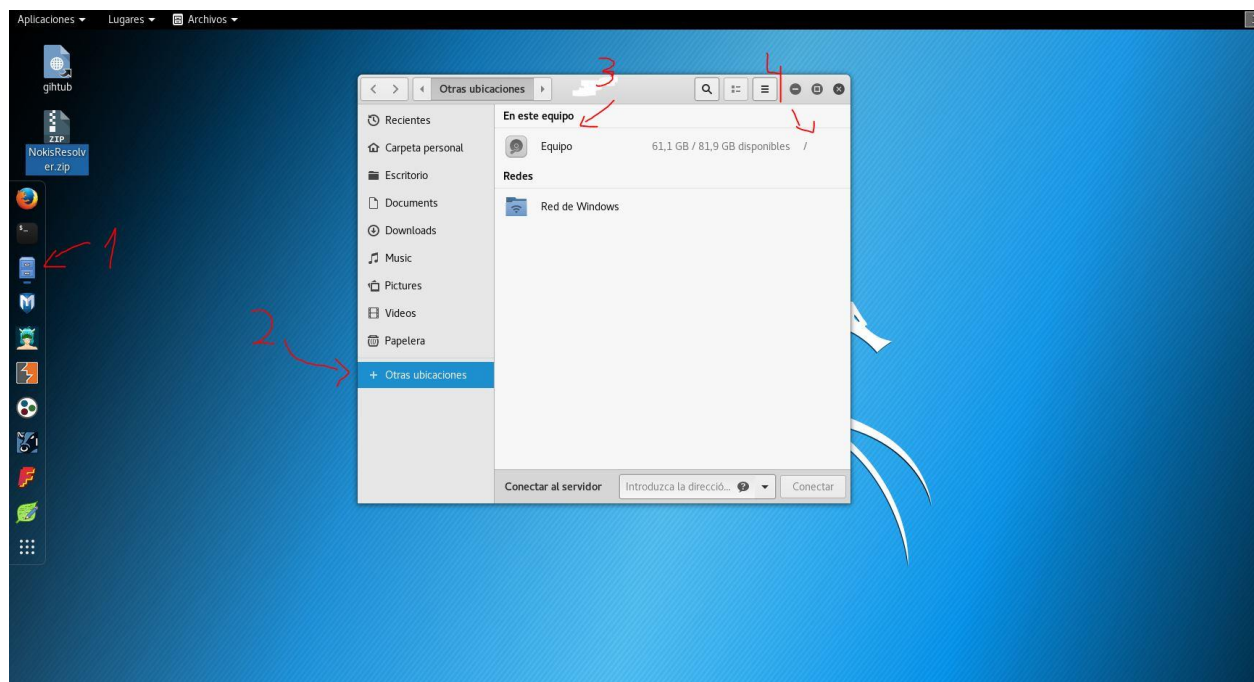 Aplicaciones Lugares Archivos
gihtub
ZIP
NokisResolv
er.zip
1
2
3
4
Otras ubicaciones
Recientes
Carpeta personal
Escritorio
Documents
Downloads
Music
Pictures
Videos
Papelera
+ Otras ubicaciones
En este equipo
Equipo 61,1 GB / 81,9 GB disponibles /
Redes
Red de Windows
Conectar al servidor Introduzca la direcció... Conectar